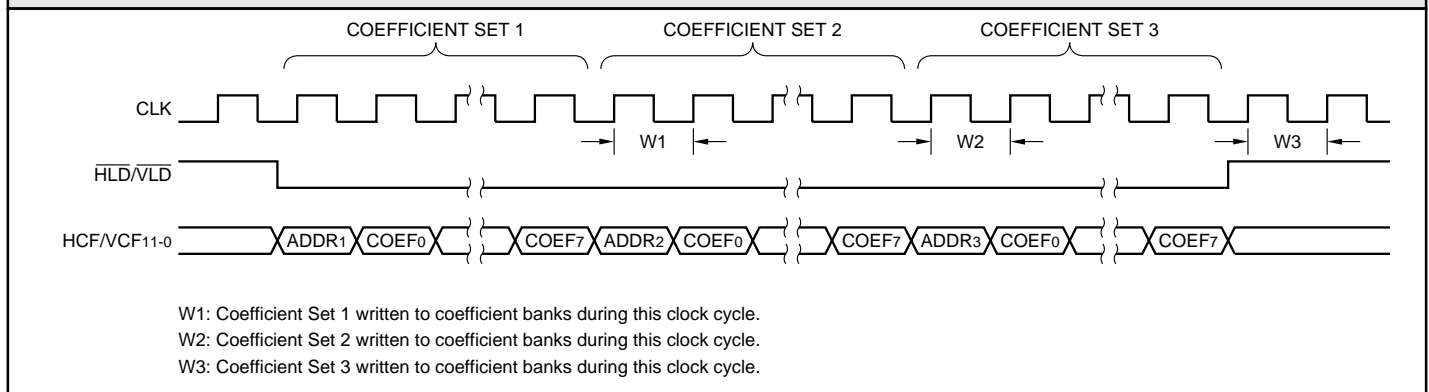 COEFFICIENT SET 1 COEFFICIENT SET 2 COEFFICIENT SET 3
CLK
W1 W2 W3
HLD/VLD
HCF/VCF11-0 ADDR1 COEF0 COEF7 ADDR2 COEF0 COEF7 ADDR3 COEF0 COEF7
W1: Coefficient Set 1 written to coefficient banks during this clock cycle.
W2: Coefficient Set 2 written to coefficient banks during this clock cycle.
W3: Coefficient Set 3 written to coefficient banks during this clock cycle.